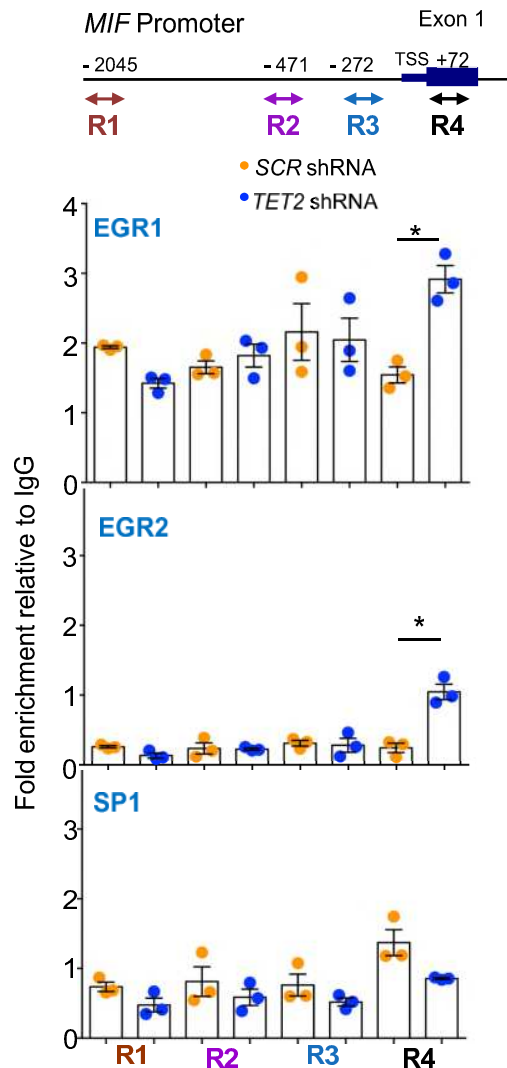 MIF Promoter
Exon 1
- 2045
- 471
- 272
TSS
+72
R1
R2
R3
R4
SCR shRNA
TET2 shRNA
Fold enrichment relative to IgG
EGR1
*
4
3
2
1
0
EGR2
*
3
2
1
0
SP1
3
2
1
0
R1
R2
R3
R4